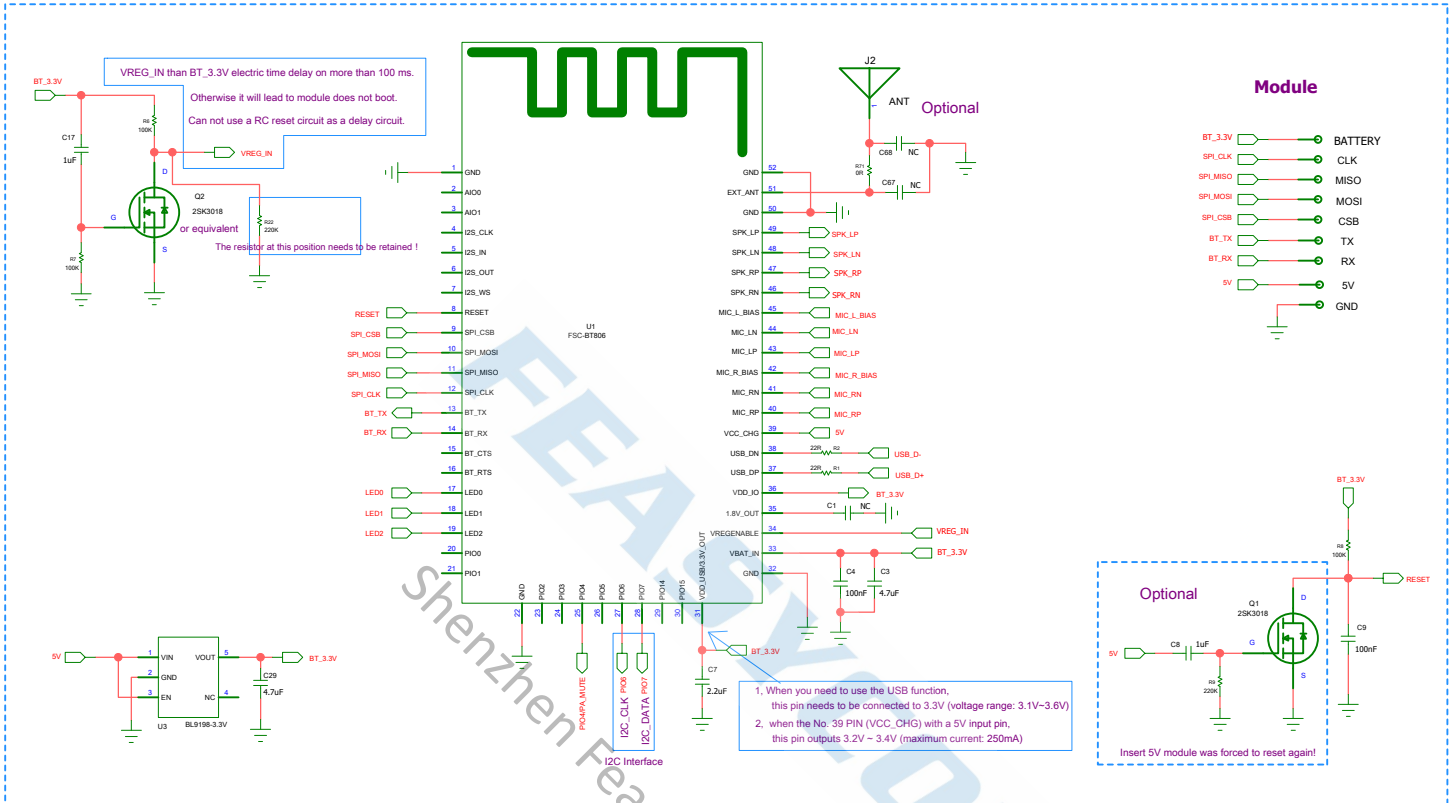 VREG_IN than BT_3.3V electric time delay on more than 100 ms.
Otherwise it will lead to module does not boot.
Can not use a RC reset circuit as a delay circuit.
BT_3.3V
C17
1uF
R6
100K
VREG_IN
D
G
S
Q2
2SK3018
or equivalent
R22
220K
The resistor at this position needs to be retained !
R7
100K
U1
FSC-BT806
1 GND
2 AIO0
3 AIO1
4 I2S_CLK
5 I2S_IN
6 I2S_OUT
7 I2S_WS
RESET 8 RESET
SPI_CSB 9 SPI_CSB
SPI_MOSI 10 SPI_MOSI
SPI_MISO 11 SPI_MISO
SPI_CLK 12 SPI_CLK
BT_TX 13 BT_TX
BT_RX 14 BT_RX
15 BT_CTS
16 BT_RTS
LED0 17 LED0
LED1 18 LED1
LED2 19 LED2
20 PIO0
21 PIO1
22 GND
23 PIO2
24 PIO3
25 PIO4
26 PIO5
27 PIO6
28 PIO7
29 PIO14
30 PIO15
31 VDD_USB/3.3V_OUT
GND 52
EXT_ANT 51
GND 50
SPK_LP 49 SPK_LP
SPK_LN 48 SPK_LN
SPK_RP 47 SPK_RP
SPK_RN 46 SPK_RN
MIC_L_BIAS 45 MIC_L_BIAS
MIC_LN 44 MIC_LN
MIC_LP 43 MIC_LP
MIC_R_BIAS 42 MIC_R_BIAS
MIC_RN 41 MIC_RN
MIC_RP 40 MIC_RP
VCC_CHG 39 5V
USB_DN 38 22R R2 USB_D-
USB_DP 37 22R R1 USB_D+
VDD_IO 36 BT_3.3V
1.8V_OUT 35 C1 NC
VREGENABLE 34 VREG_IN
VBAT_IN 33 BT_3.3V
GND 32
C4
100nF
C3
4.7uF
J2
1
ANT
Optional
C68
NC
R71
0R
C67
NC
Module
BT_3.3V BATTERY
SPI_CLK CLK
SPI_MISO MISO
SPI_MOSI MOSI
SPI_CSB CSB
BT_TX TX
BT_RX RX
5V 5V
GND
BT_3.3V
R8
100K
RESET
C9
100nF
Optional
Q1
2SK3018
D
G
S
5V
C8
1uF
R9
220K
Insert 5V module was forced to reset again!
5V
1 VIN
2 GND
3 EN
VOUT 5
NC 4
BT_3.3V
C29
4.7uF
U3
BL9198-3.3V
PIO4/PA_MUTE
I2C_CLK PIO6
I2C_DATA PIO7
I2C Interface
BT_3.3V
C7
2.2uF
1, When you need to use the USB function,
this pin needs to be connected to 3.3V (voltage range: 3.1V~3.6V)
2, when the No. 39 PIN (VCC_CHG) with a 5V input pin,
this pin outputs 3.2V ~ 3.4V (maximum current: 250mA)
FEASYCO
Shenzhen Fea